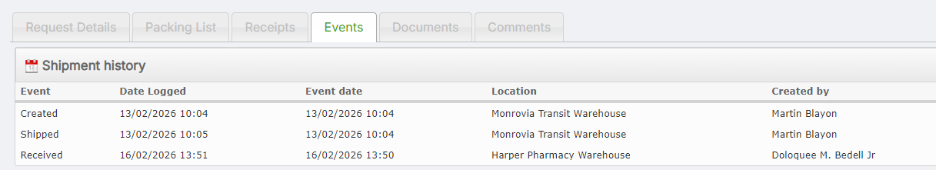 Request Details Packing List Receipts Events Documents Comments
Shipment history
Event Date Logged Event date Location Created by
Created 13/02/2026 10:04 13/02/2026 10:04 Monrovia Transit Warehouse Martin Blayon
Shipped 13/02/2026 10:05 13/02/2026 10:04 Monrovia Transit Warehouse Martin Blayon
Received 16/02/2026 13:51 16/02/2026 13:50 Harper Pharmacy Warehouse Doloquee M. Bedell Jr